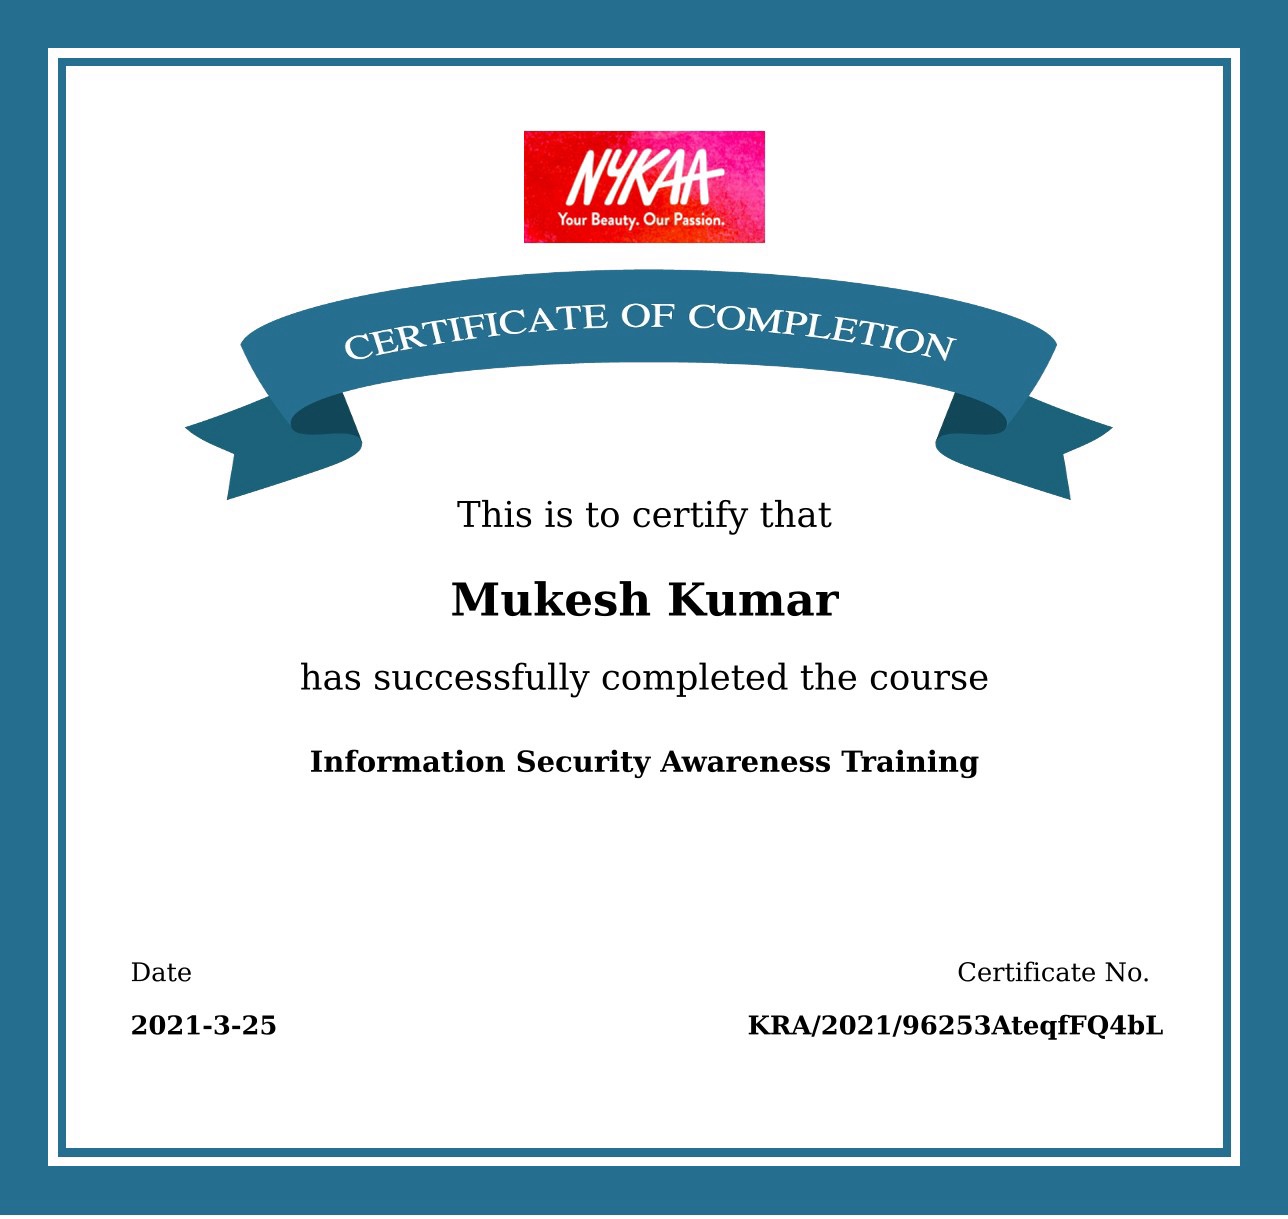 NYKAA
Your Beauty. Our Passion.
CERTIFICATE OF COMPLETION
This is to certify that
Mukesh Kumar
has successfully completed the course
Information Security Awareness Training
Date
Certificate No.
2021-3-25
KRA/2021/96253AteqfFQ4bL